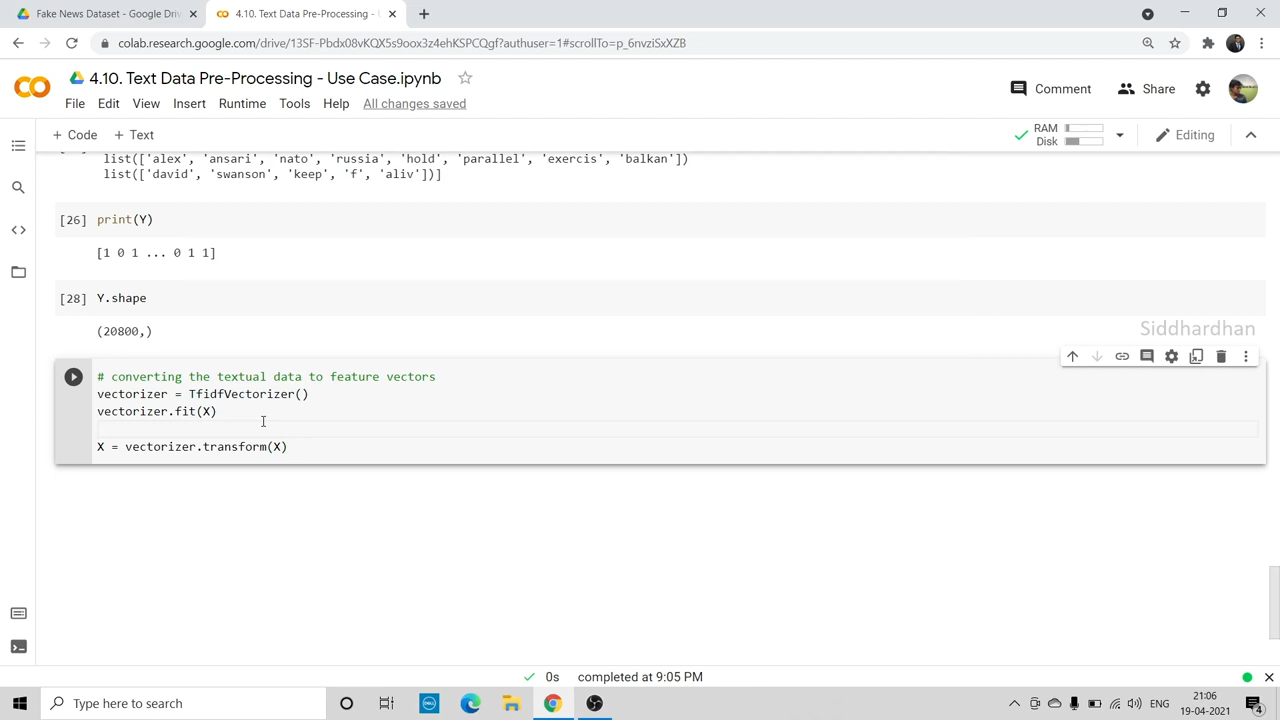 Fake News Dataset - Google Driv
4.10. Text Data Pre-Processing - U
colab.research.google.com/drive/13SF-Pbdx08vKQX5s9oox3z4ehKSPCQgf?authuser=1#scrollTo=p_6nvziSxXZB
4.10. Text Data Pre-Processing - Use Case.ipynb
Comment
Share
File Edit View Insert Runtime Tools Help All changes saved
+ Code + Text
RAM
Disk
Editing
list(['alex', 'ansari', 'nato', 'russia', 'hold', 'parallel', 'exercis', 'balkan'])
list(['david', 'swanson', 'keep', 'f', 'aliv'])]
[26] print(Y)
[1 0 1 ... 0 1 1]
[28] Y.shape
(20800,)
Siddhardhan
# converting the textual data to feature vectors
vectorizer = TfidfVectorizer()
vectorizer.fit(X)
X = vectorizer.transform(X)
0s completed at 9:05 PM
Type here to search
DELL
ENG
21:06
19-04-2021
4